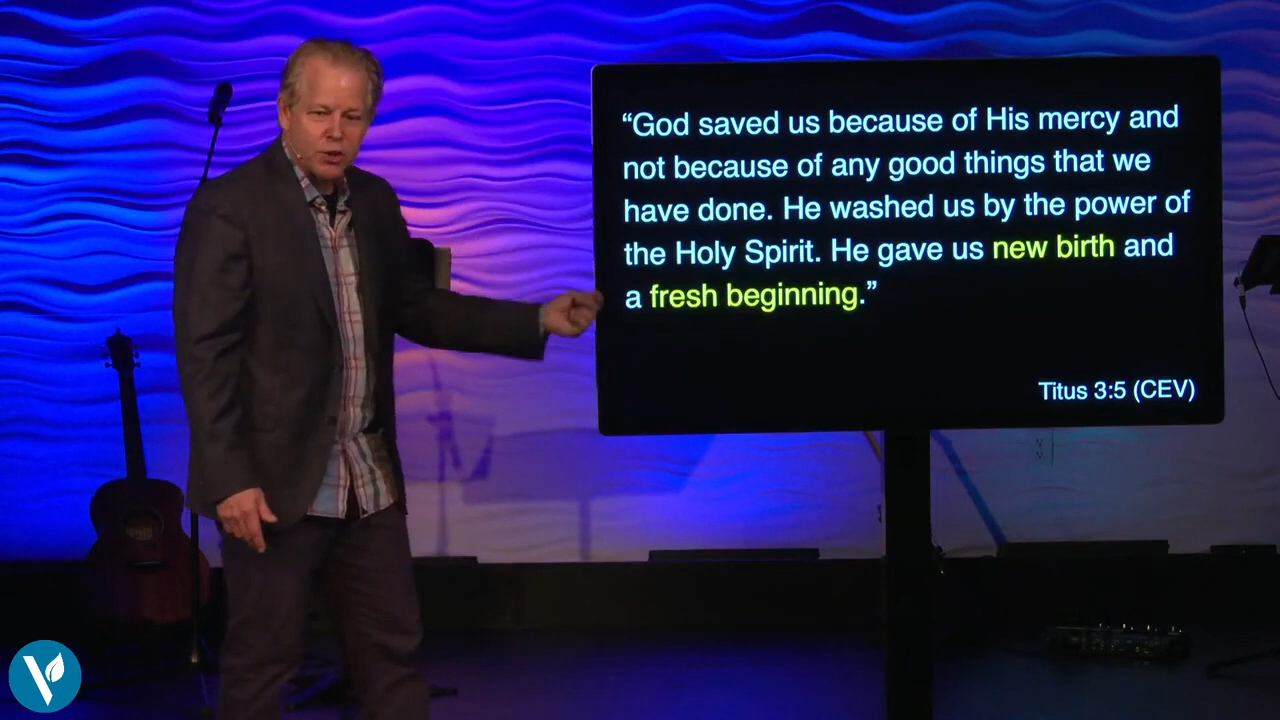 “God saved us because of His mercy and
not because of any good things that we
have done. He washed us by the power of
the Holy Spirit. He gave us new birth and
a fresh beginning.”
Titus 3:5 (CEV)